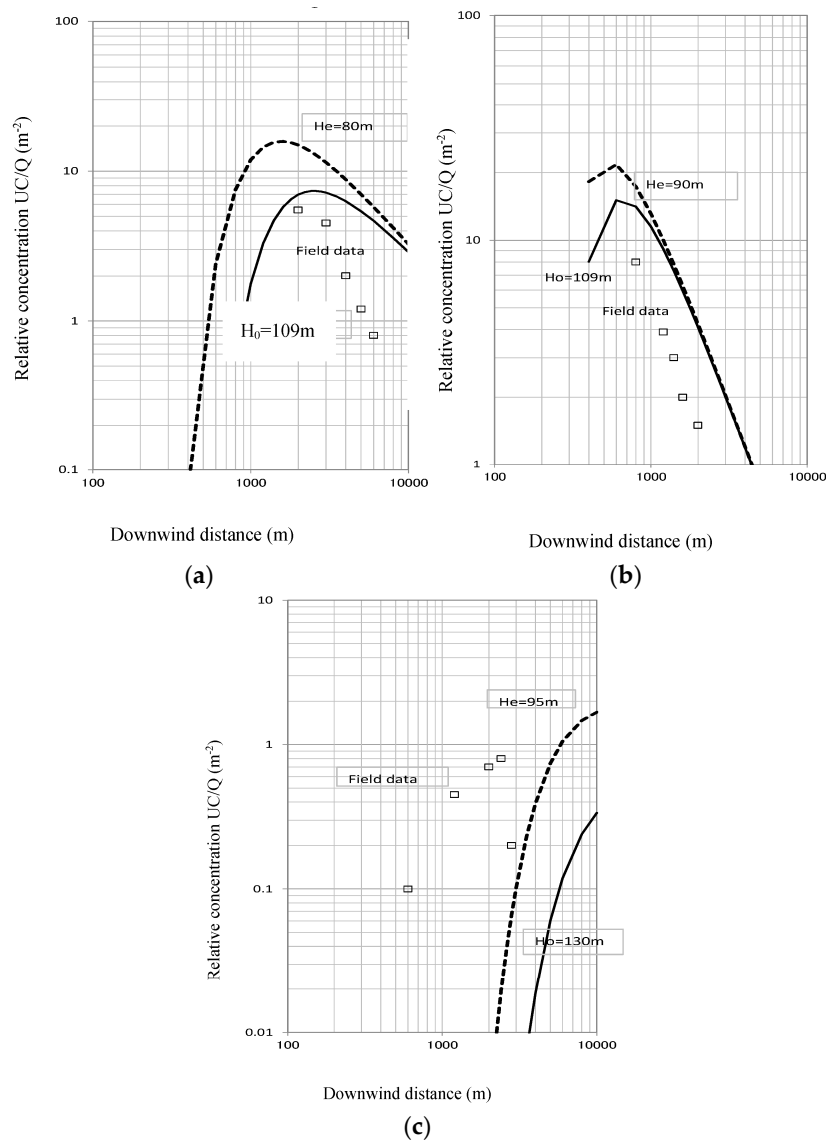 100
10
1
0.1
100
1000
10000
Relative concentration UC/Q (m-2)
He=80m
Field data
H0=109m
Downwind distance (m)
(a)
100
10
1
100
1000
10000
Relative concentration UC/Q (m-2)
He=90m
Ho=109m
Field data
Downwind distance (m)
(b)
10
1
0.1
0.01
100
1000
10000
Relative concentration UC/Q (m-2)
He=95m
Field data
Ho=130m
Downwind distance (m)
(c)